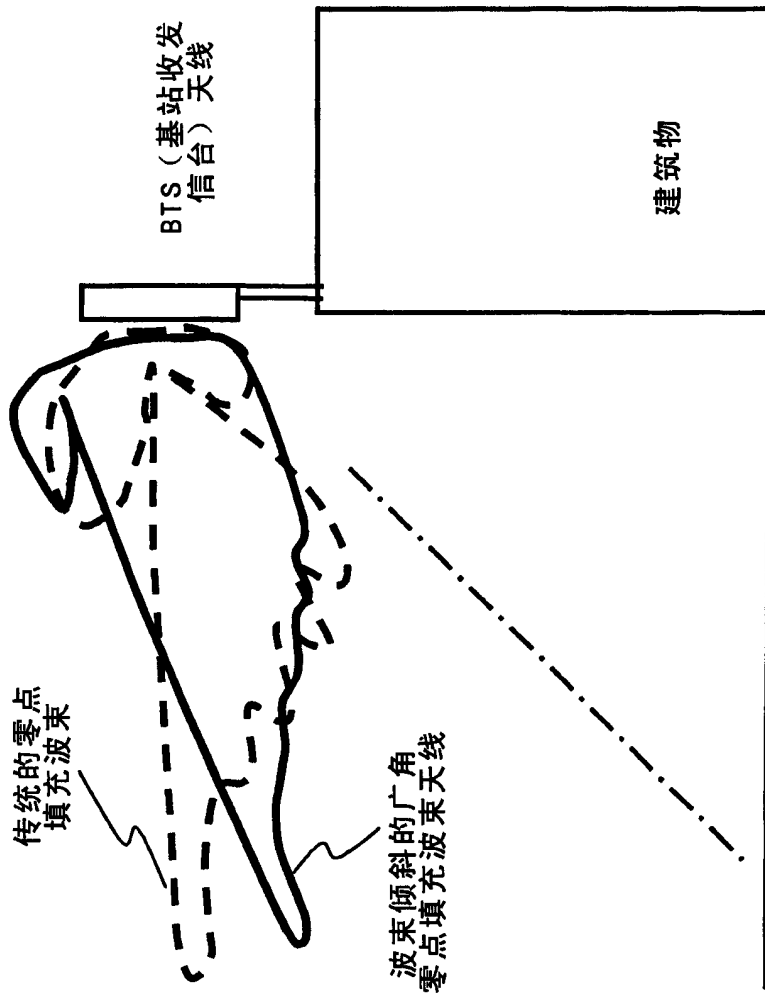 传统的零点
填充波束
波束倾斜的广角
零点填充波束天线
BTS（基站收发
信台）天线
建筑物